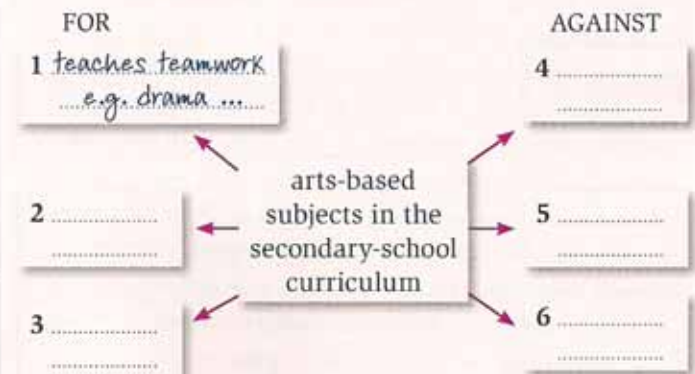 FOR
AGAINST
1 teaches teamwork
e.g. drama ...
4 ....................
....................
arts-based
subjects in the
secondary-school
curriculum
2 ....................
....................
5 ....................
....................
3 ....................
....................
6 ....................
....................